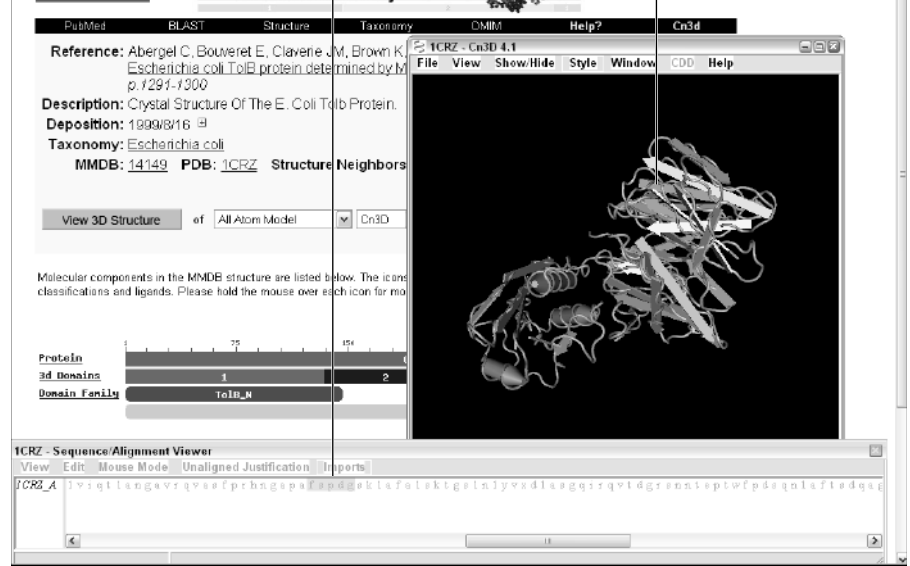 PubMed BLAST Structure Taxonomy OMIM Help? Cn3d
Reference: Abergel C, Bouveret E, Claverie JM, Brown K,
Escherichia coli TolB protein determined by M
p.1291-1300
Description: Crystal Structure Of The E. Coli Tolb Protein.
Deposition: 1999/8/16
Taxonomy: Escherichia coli
MMDB: 14149 PDB: 1CRZ Structure Neighbors
View 3D Structure of All Atom Model Cn3D
Molecular components in the MMDB structure are listed below. The icons
classifications and ligands. Please hold the mouse over each icon for mo
1 75 150
Protein
3d Domains 1 2
Domain Family TolB_N
1CRZ - Cn3D 4.1
File View Show/Hide Style Window CDD Help
1CRZ - Sequence/Alignment Viewer
View Edit Mouse Mode Unaligned Justification Imports
1CRZ_A